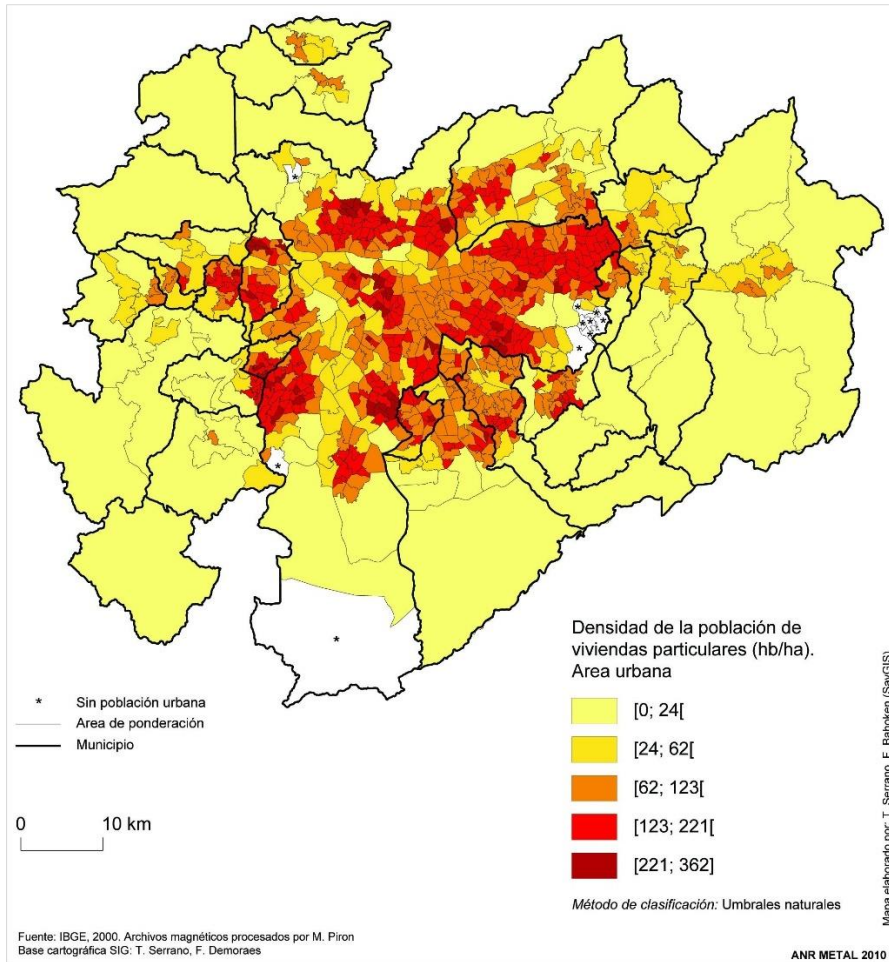 Densidad de la población de
viviendas particulares (hb/ha).
Area urbana
[0; 24[
[24; 62[
[62; 123[
[123; 221[
[221; 362]
Método de clasificación: Umbrales naturales
* Sin población urbana
Area de ponderación
Municipio
0 10 km
Fuente: IBGE, 2000. Archivos magnéticos procesados por M. Piron
Base cartográfica SIG: T. Serrano, F. Demoraes
Mapa elaborado por: T. Serrano, F. Bahoken (SavGIS)
ANR METAL 2010